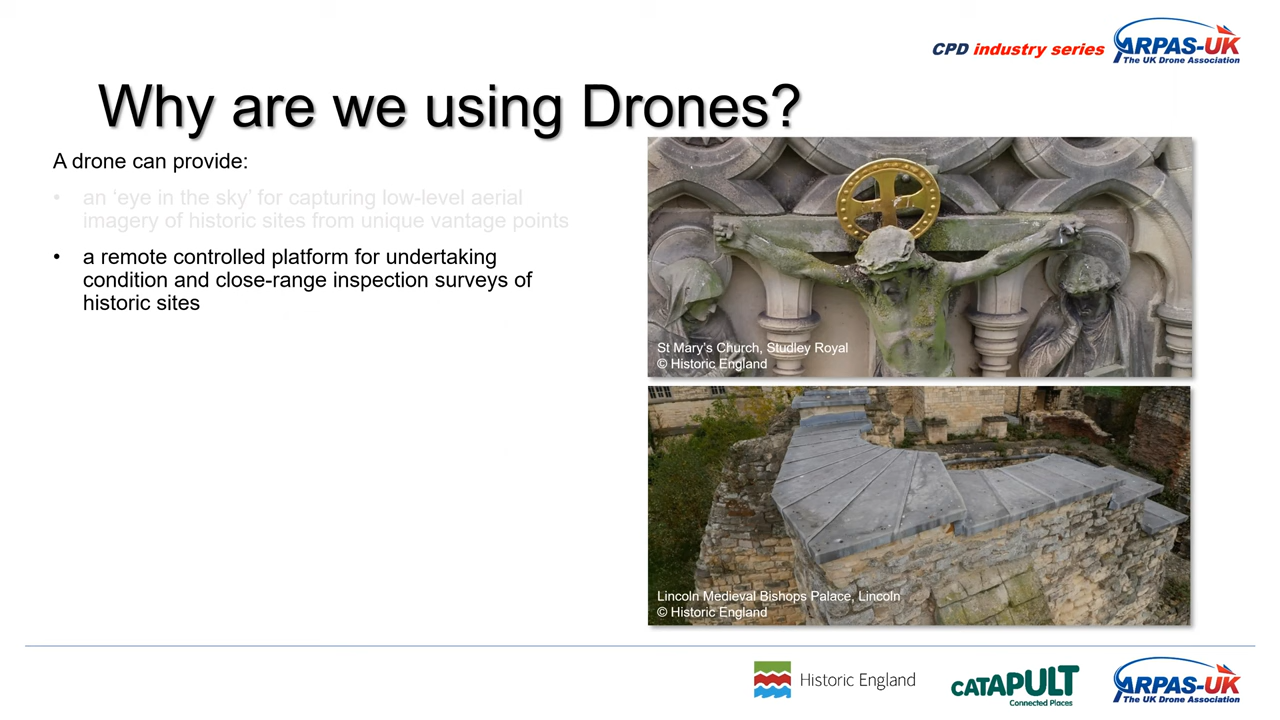 CPD industry series
ARPAS-UK
The UK Drone Association
Why are we using Drones?
A drone can provide:
• an ‘eye in the sky’ for capturing low-level aerial
imagery of historic sites from unique vantage points
• a remote controlled platform for undertaking
condition and close-range inspection surveys of
historic sites
St Mary's Church, Studley Royal
© Historic England
Lincoln Medieval Bishops Palace, Lincoln
© Historic England
Historic England
CATAPULT
Connected Places
ARPAS-UK
The UK Drone Association